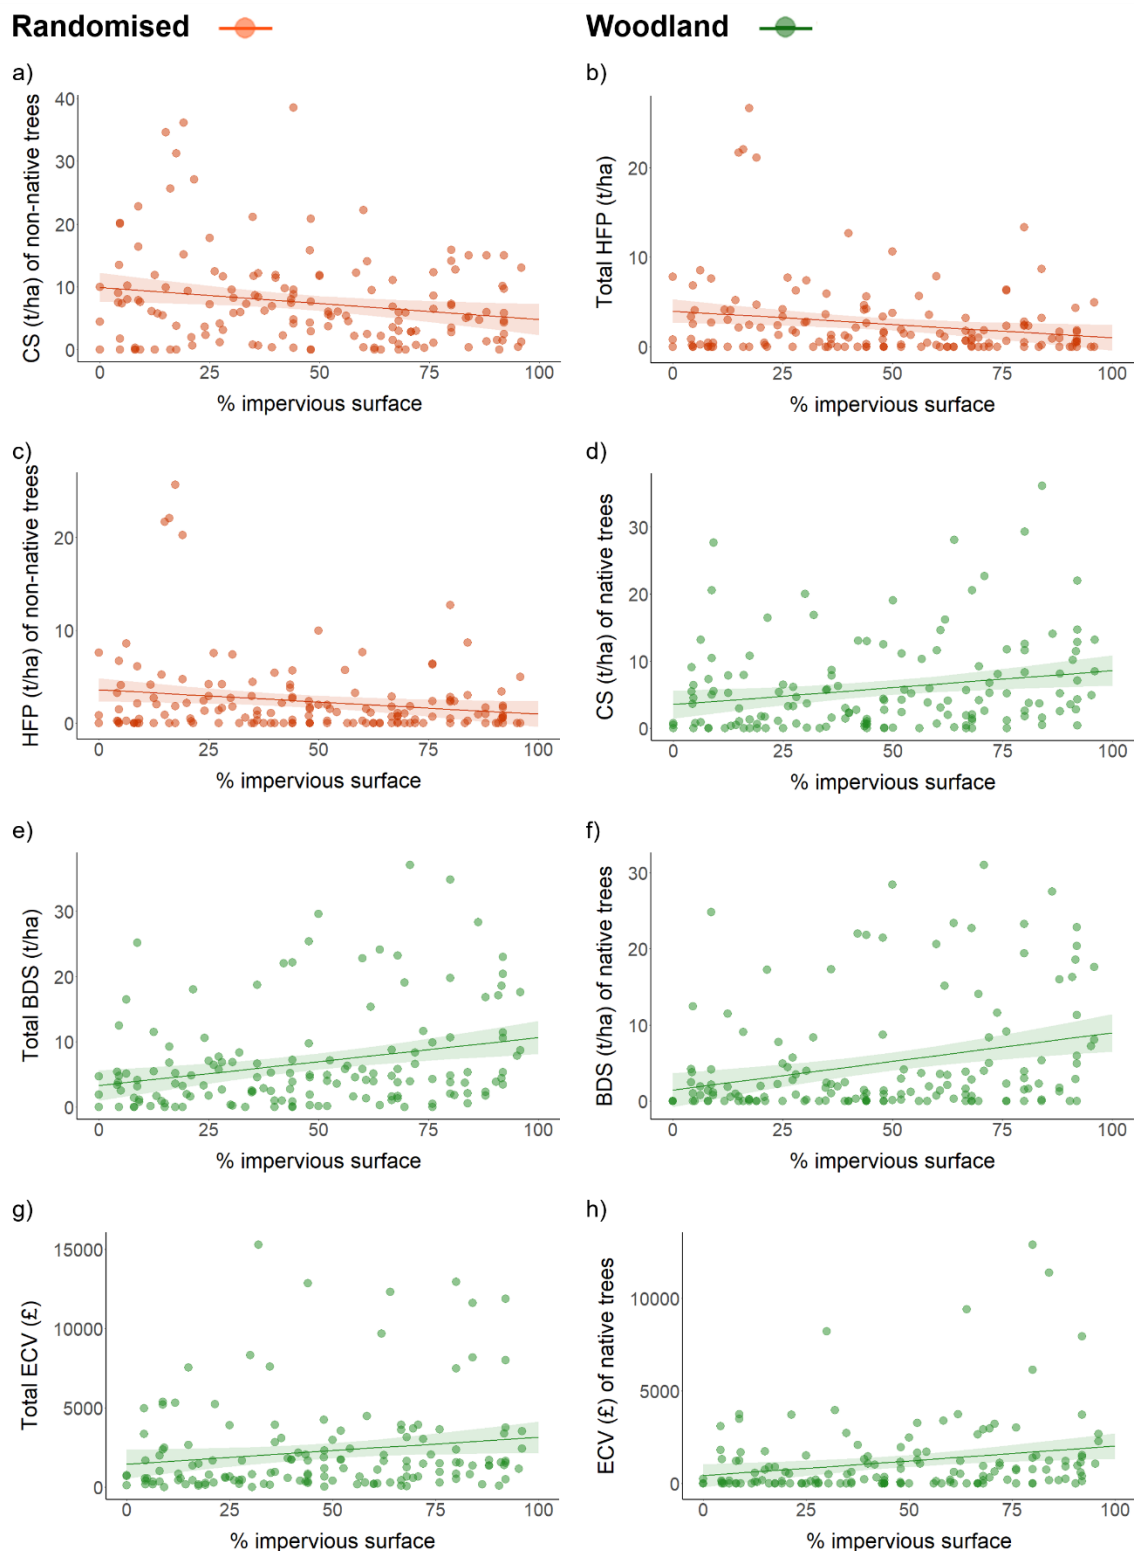 Randomised
Woodland
a)
CS (t/ha) of non-native trees
40
30
20
10
0
0 25 50 75 100
% impervious surface
b)
Total HFP (t/ha)
20
10
0
0 25 50 75 100
% impervious surface
c)
HFP (t/ha) of non-native trees
20
10
0
0 25 50 75 100
% impervious surface
d)
CS (t/ha) of native trees
30
20
10
0
0 25 50 75 100
% impervious surface
e)
Total BDS (t/ha)
30
20
10
0
0 25 50 75 100
% impervious surface
f)
BDS (t/ha) of native trees
30
20
10
0
0 25 50 75 100
% impervious surface
g)
Total ECV (£)
15000
10000
5000
0
0 25 50 75 100
% impervious surface
h)
ECV (£) of native trees
10000
5000
0
0 25 50 75 100
% impervious surface